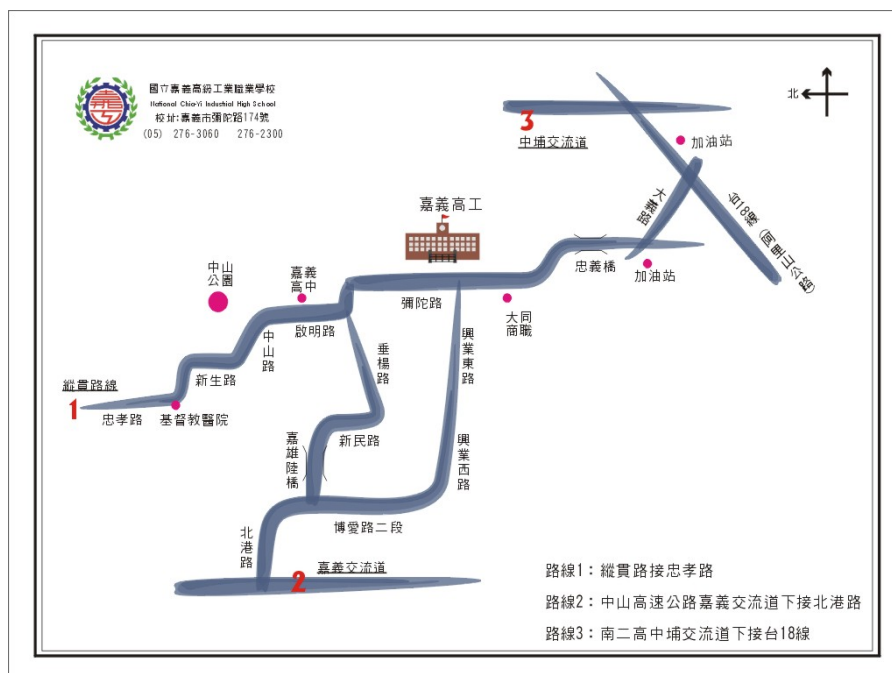 國立嘉義高級工業職業學校
National Chia-Yi Industrial High School
校址:嘉義市彌陀路174號
(05) 276-3060 276-2300
北
3
中埔交流道
加油站
大義路
台18線 (阿里山公路)
嘉義高工
忠義橋
加油站
中山
公園
嘉義
高中
彌陀路
大同
商職
啟明路
中山路
新生路
垂楊路
興業東路
縱貫路線
1
忠孝路
基督教醫院
新民路
嘉雄陸橋
興業西路
博愛路二段
北港路
2
嘉義交流道
路線1：縱貫路接忠孝路
路線2：中山高速公路嘉義交流道下接北港路
路線3：南二高中埔交流道下接台18線